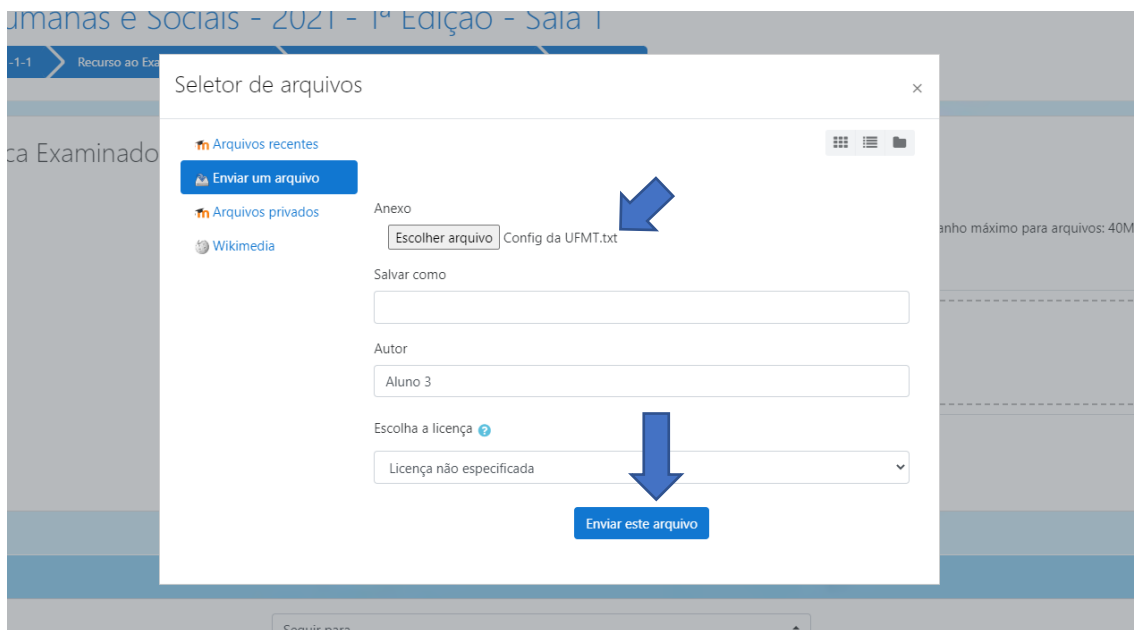 umanas e Sociais - 2021 - 1ª Edição - Sala 1
-1-1
Recurso ao Exa
Seletor de arquivos
×
ca Examinado
Arquivos recentes
Enviar um arquivo
Arquivos privados
Wikimedia
Anexo
Escolher arquivo Config da UFMT.txt
anho máximo para arquivos: 40M
Salvar como
Autor
Aluno 3
Escolha a licença ?
Licença não especificada
Enviar este arquivo
Seguir para